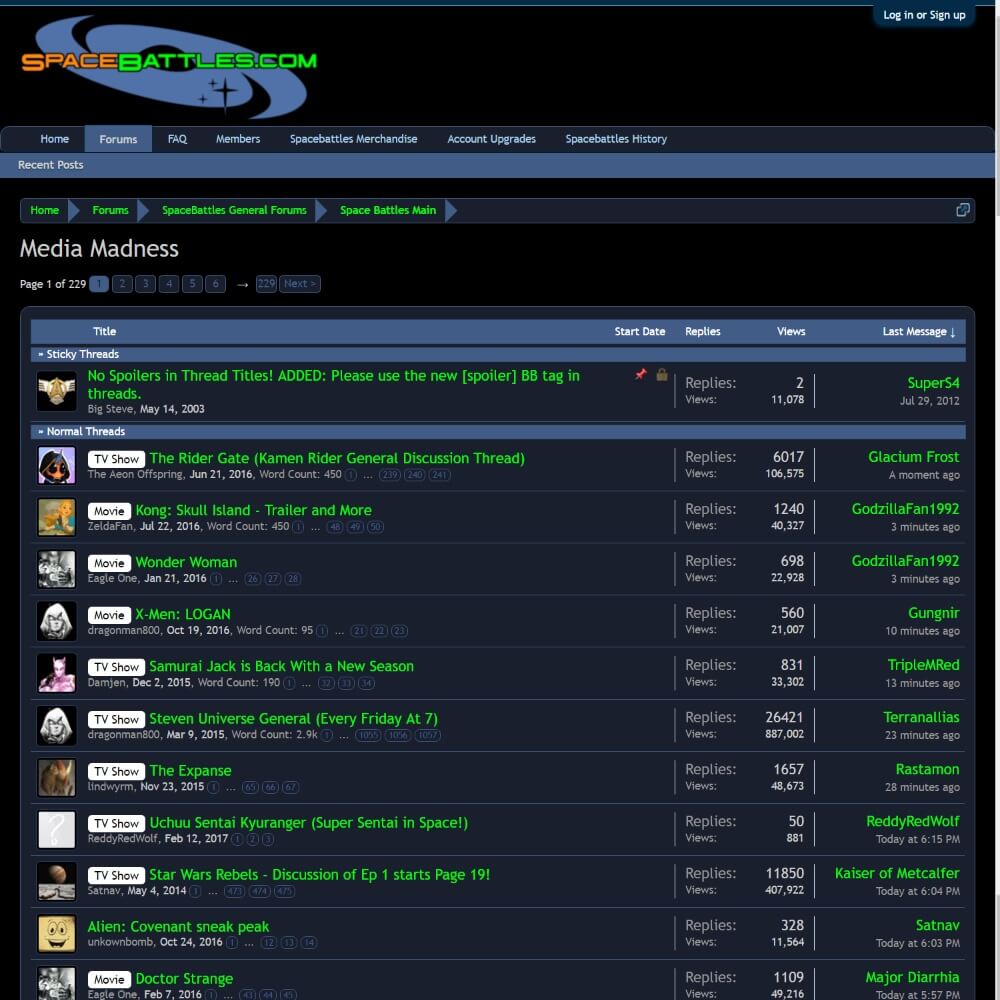 Log in or Sign up
SPACEBATTLES.COM
Home Forums FAQ Members Spacebattles Merchandise Account Upgrades Spacebattles History
Recent Posts
Home Forums SpaceBattles General Forums Space Battles Main
Media Madness
Page 1 of 229 1 2 3 4 5 6 → 229 Next >
Title Start Date Replies Views Last Message ↓
» Sticky Threads
No Spoilers in Thread Titles! ADDED: Please use the new [spoiler] BB tag in
threads.
Big Steve, May 14, 2003
Replies: 2
Views: 11,078
SuperS4
Jul 29, 2012
» Normal Threads
TV Show The Rider Gate (Kamen Rider General Discussion Thread)
The Aeon Offspring, Jun 21, 2016, Word Count: 450 1 ... 239 240 241
Replies: 6017
Views: 106,575
Glacium Frost
A moment ago
Movie Kong: Skull Island - Trailer and More
ZeldaFan, Jul 22, 2016, Word Count: 450 1 ... 48 49 50
Replies: 1240
Views: 40,327
GodzillaFan1992
3 minutes ago
Movie Wonder Woman
Eagle One, Jan 21, 2016 1 ... 26 27 28
Replies: 698
Views: 22,928
GodzillaFan1992
3 minutes ago
Movie X-Men: LOGAN
dragonman800, Oct 19, 2016, Word Count: 95 1 ... 21 22 23
Replies: 560
Views: 21,007
Gungnir
10 minutes ago
TV Show Samurai Jack is Back With a New Season
Damjen, Dec 2, 2015, Word Count: 190 1 ... 32 33 34
Replies: 831
Views: 33,302
TripleMRed
13 minutes ago
TV Show Steven Universe General (Every Friday At 7)
dragonman800, Mar 9, 2015, Word Count: 2.9k 1 ... 1055 1056 1057
Replies: 26421
Views: 887,002
Terranallias
23 minutes ago
TV Show The Expanse
lindwyrm, Nov 23, 2015 1 ... 65 66 67
Replies: 1657
Views: 48,673
Rastamon
28 minutes ago
TV Show Uchuu Sentai Kyuranger (Super Sentai in Space!)
ReddyRedWolf, Feb 12, 2017 1 2 3
Replies: 50
Views: 881
ReddyRedWolf
Today at 6:15 PM
TV Show Star Wars Rebels - Discussion of Ep 1 starts Page 19!
Satnav, May 4, 2014 1 ... 473 474 475
Replies: 11850
Views: 407,922
Kaiser of Metcalfer
Today at 6:04 PM
Alien: Covenant sneak peak
unkownbomb, Oct 24, 2016 1 ... 12 13 14
Replies: 328
Views: 11,564
Satnav
Today at 6:03 PM
Movie Doctor Strange
Eagle One, Feb 7, 2016 1 ... 43 44 45
Replies: 1109
Views: 49,216
Major Diarrhia
Today at 5:57 PM